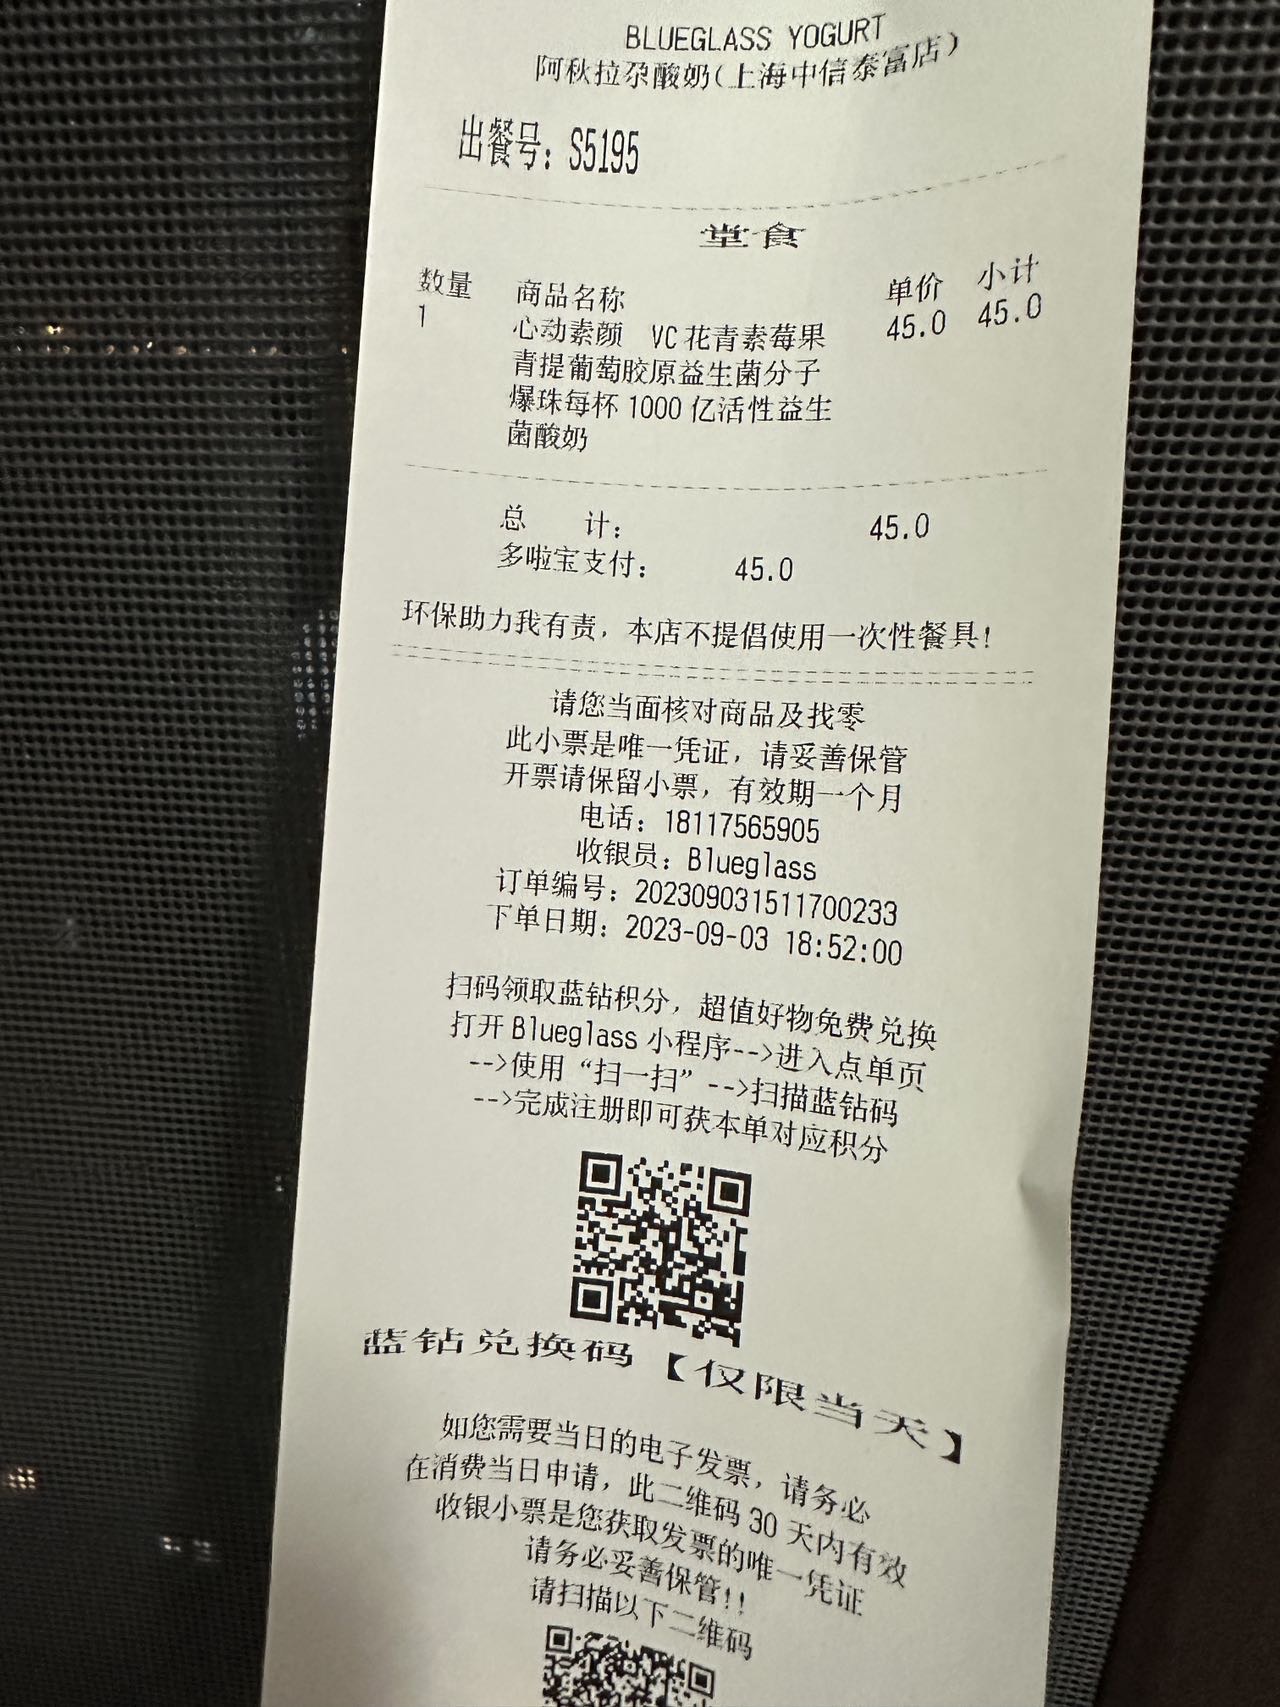 BLUEGLASS YOGURT
阿秋拉尕酸奶(上海中信泰富店)
出餐号: S5195
堂食
数量 商品名称 单价 小计
1 心动素颜 VC花青素莓果 45.0 45.0
青提葡萄胶原益生菌分子
爆珠每杯1000亿活性益生
菌酸奶
总 计: 45.0
多啦宝支付: 45.0
环保助力我有责, 本店不提倡使用一次性餐具!
请您当面核对商品及找零
此小票是唯一凭证, 请妥善保管
开票请保留小票, 有效期一个月
电话: 18117565905
收银员: Blueglass
订单编号: 202309031511700233
下单日期: 2023-09-03 18:52:00
扫码领取蓝钻积分, 超值好物免费兑换
打开Blueglass小程序-->进入点单页
-->使用“扫一扫”-->扫描蓝钻码
-->完成注册即可获本单对应积分
蓝钻兑换码【仅限当天】
如您需要当日的电子发票, 请务必
在消费当日申请, 此二维码30天内有效
收银小票是您获取发票的唯一凭证
请务必妥善保管!!
请扫描以下二维码